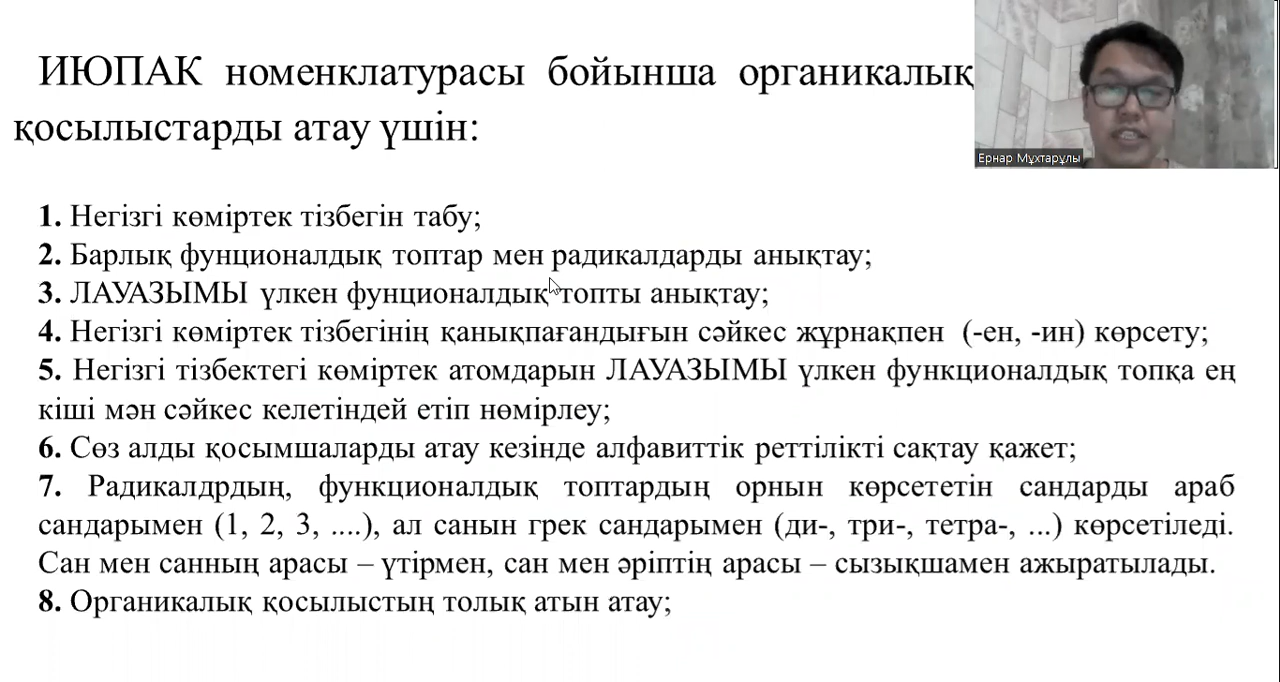 ИЮПАК номенклатурасы бойынша органикалық
қосылыстарды атау үшін:
Ернар Мұхтарұлы
1. Негізгі көміртек тізбегін табу;
2. Барлық фунционалдық топтар мен радикалдарды анықтау;
3. ЛАУАЗЫМЫ үлкен фунционалдық топты анықтау;
4. Негізгі көміртек тізбегінің қанықпағандығын сәйкес жұрнақпен (-ен, -ин) көрсету;
5. Негізгі тізбектегі көміртек атомдарын ЛАУАЗЫМЫ үлкен функционалдық топқа ең
кіші мән сәйкес келетіндей етіп нөмірлеу;
6. Сөз алды қосымшаларды атау кезінде алфавиттік реттілікті сақтау қажет;
7. Радикалдрдың, функционалдық топтардың орнын көрсететін сандарды араб
сандарымен (1, 2, 3, ....), ал санын грек сандарымен (ди-, три-, тетра-, ...) көрсетіледі.
Сан мен санның арасы – үтірмен, сан мен әріптің арасы – сызықшамен ажыратылады.
8. Органикалық қосылыстың толық атын атау;